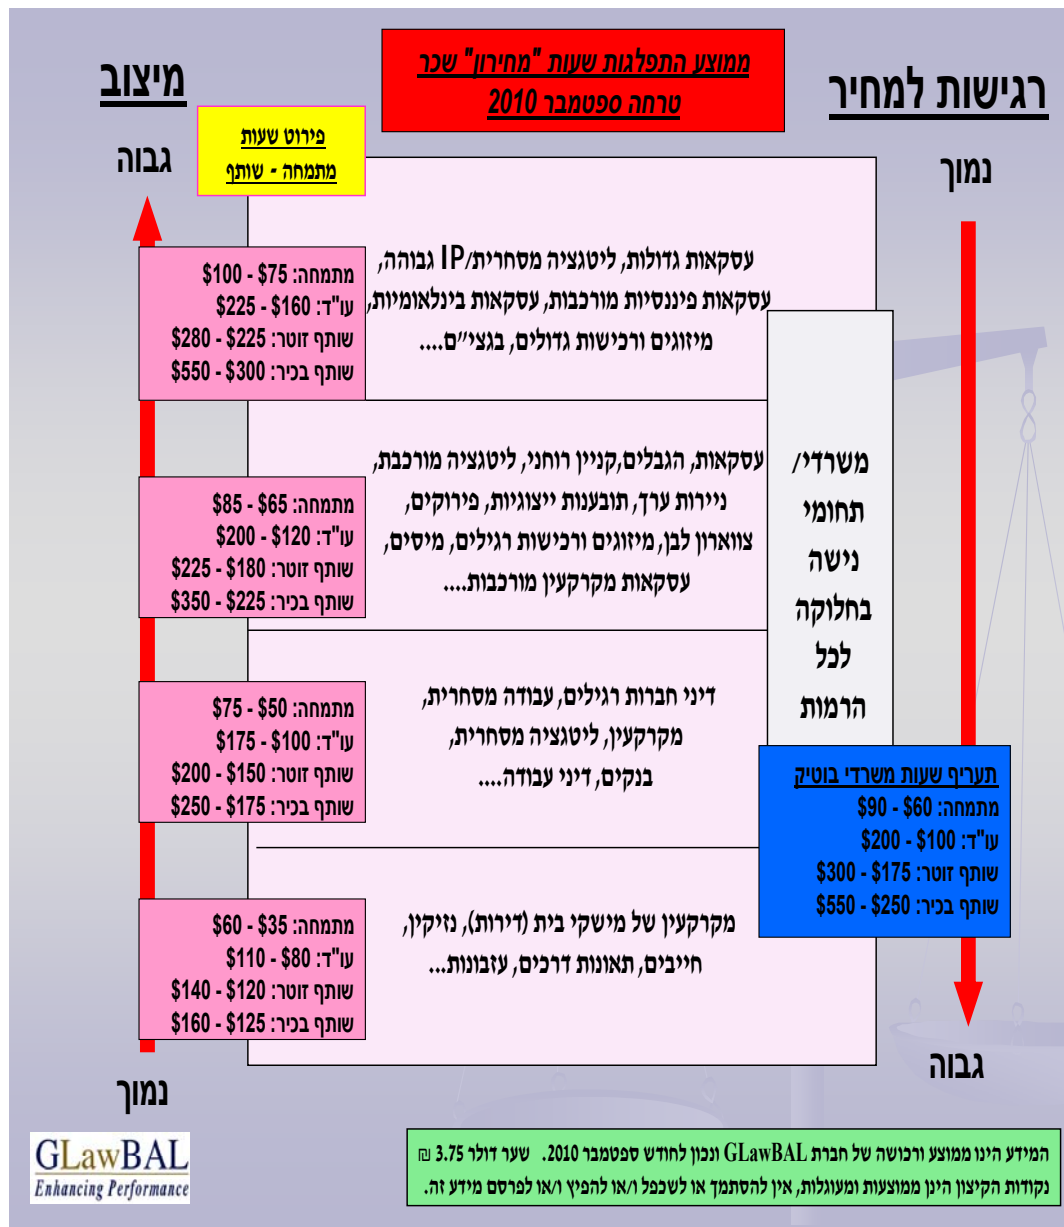 ממוצע התפלגות שעות "מחירון" שכר
טרחה ספטמבר 2010
רגישות למחיר
נמוך
מיצוב
גבוה
פירוט שעות
מתמחה - שותף
עסקאות גדולות, ליטגציה מסחרית/IP גבוהה,
עסקאות פיננסיות מורכבות, עסקאות בינלאומיות,
מיזוגים ורכישות גדולים, בגצי״ם....
מתמחה: $75 - $100
עו"ד: $160 - $225
שותף זוטר: $225 - $280
שותף בכיר: $300 - $550
עסקאות, הגבלים,קניין רוחני, ליטגציה מורכבת,
ניירות ערך, תובענות ייצוגיות, פירוקים,
צווארון לבן, מיזוגים ורכישות רגילים, מיסים,
עסקאות מקרקעין מורכבות....
מתמחה: $65 - $85
עו"ד: $120 - $200
שותף זוטר: $180 - $225
שותף בכיר: $225 - $350
משרדי/
תחומי
נישה
בחלוקה
לכל
הרמות
דיני חברות רגילים, עבודה מסחרית,
מקרקעין, ליטגציה מסחרית,
בנקים, דיני עבודה....
מתמחה: $50 - $75
עו"ד: $100 - $175
שותף זוטר: $150 - $200
שותף בכיר: $175 - $250
תעריף שעות משרדי בוטיק
מתמחה: $60 - $90
עו"ד: $100 - $200
שותף זוטר: $175 - $300
שותף בכיר: $250 - $550
מקרקעין של מישקי בית (דירות), נזיקין,
חייבים, תאונות דרכים, עזבונות...
מתמחה: $35 - $60
עו"ד: $80 - $110
שותף זוטר: $120 - $140
שותף בכיר: $125 - $160
גבוה
נמוך
המידע הינו ממוצע ורכושה של חברת GLawBAL ונכון לחודש ספטמבר 2010. שער דולר 3.75 ₪
נקודות הקיצון הינן ממוצעות ומעוגלות, אין להסתמך או לשכפל ו/או להפיץ ו/או לפרסם מידע זה.
GLawBAL
Enhancing Performance